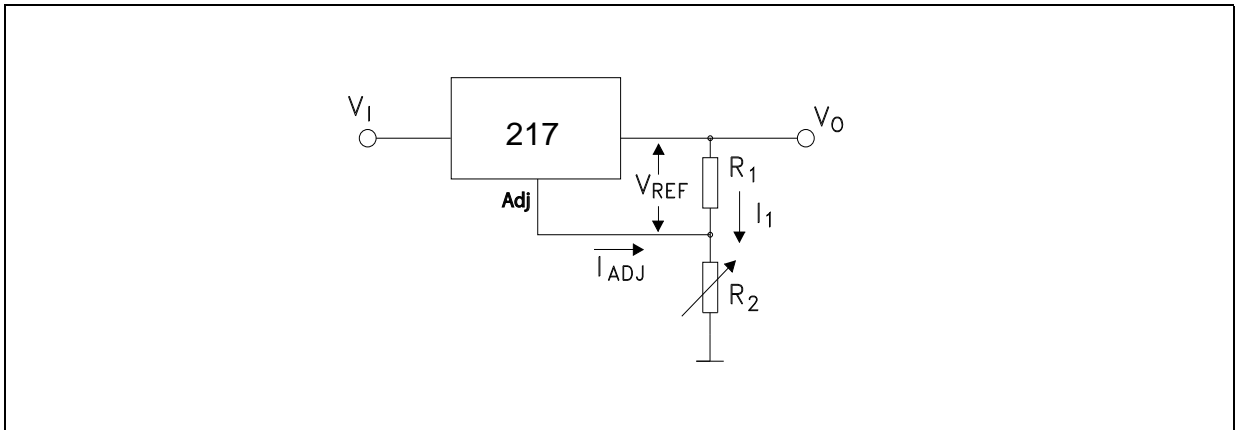 V_I
217
V_O
R_1
V_REF
Adj
I_1
I_ADJ
R_2